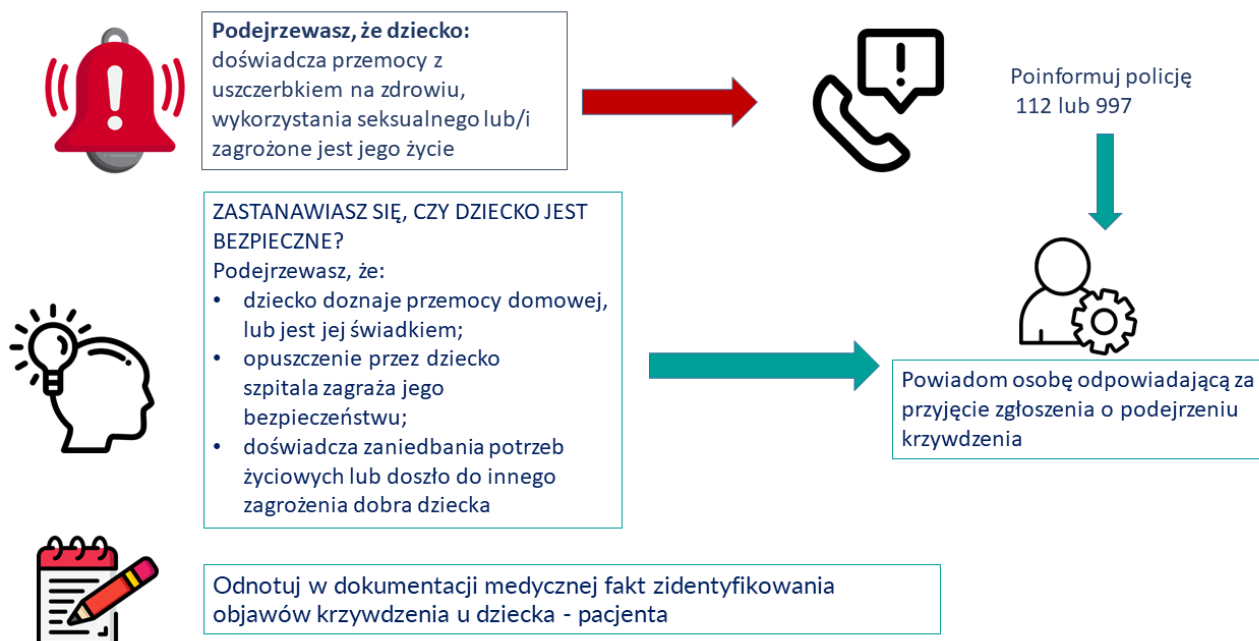 Podejrzewasz, że dziecko:
doświadcza przemocy z
uszczerbkiem na zdrowiu,
wykorzystania seksualnego lub/i
zagrożone jest jego życie
Poinformuj policję
112 lub 997
ZASTANAWIASZ SIĘ, CZY DZIECKO JEST
BEZPIECZNE?
Podejrzewasz, że:
• dziecko doznaje przemocy domowej,
lub jest jej świadkiem;
• opuszczenie przez dziecko
szpitala zagraża jego
bezpieczeństwu;
• doświadcza zaniedbania potrzeb
życiowych lub doszło do innego
zagrożenia dobra dziecka
Powiadom osobę odpowiadającą za
przyjęcie zgłoszenia o podejrzeniu
krzywdzenia
Odnotuj w dokumentacji medycznej fakt zidentyfikowania
objawów krzywdzenia u dziecka - pacjenta